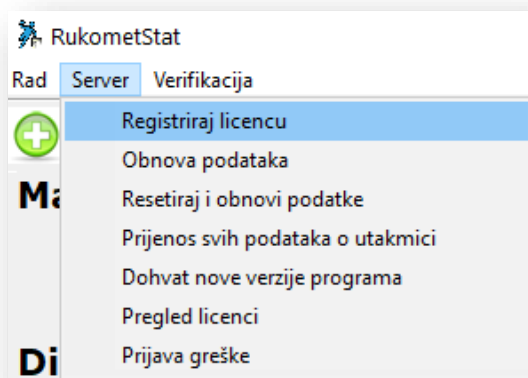 RukometStat
Rad Server Verifikacija
Registriraj licencu
Obnova podataka
Resetiraj i obnovi podatke
Prijenos svih podataka o utakmici
Dohvat nove verzije programa
Pregled licenci
Prijava greške